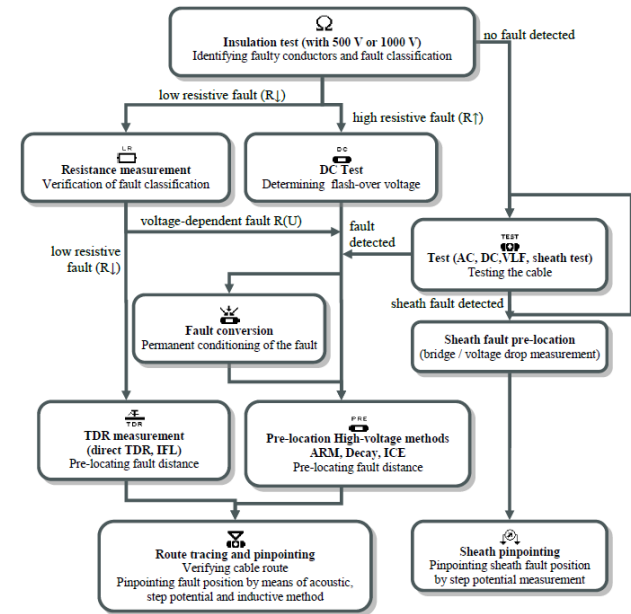 Ω
Insulation test (with 500 V or 1000 V)
Identifying faulty conductors and fault classification
no fault detected
low resistive fault (R↓)
high resistive fault (R↑)
LR
Resistance measurement
Verification of fault classification
DC
DC Test
Determining flash-over voltage
voltage-dependent fault R(U)
low resistive
fault (R↓)
fault
detected
TEST
Test (AC, DC,VLF, sheath test)
Testing the cable
sheath fault detected
Fault conversion
Permanent conditioning of the fault
Sheath fault pre-location
(bridge / voltage drop measurement)
TDR
TDR measurement
(direct TDR, IFL)
Pre-locating fault distance
PRE
Pre-location High-voltage methods
ARM, Decay, ICE
Pre-locating fault distance
Route tracing and pinpointing
Verifying cable route
Pinpointing fault position by means of acoustic,
step potential and inductive method
Sheath pinpointing
Pinpointing sheath fault position
by step potential measurement